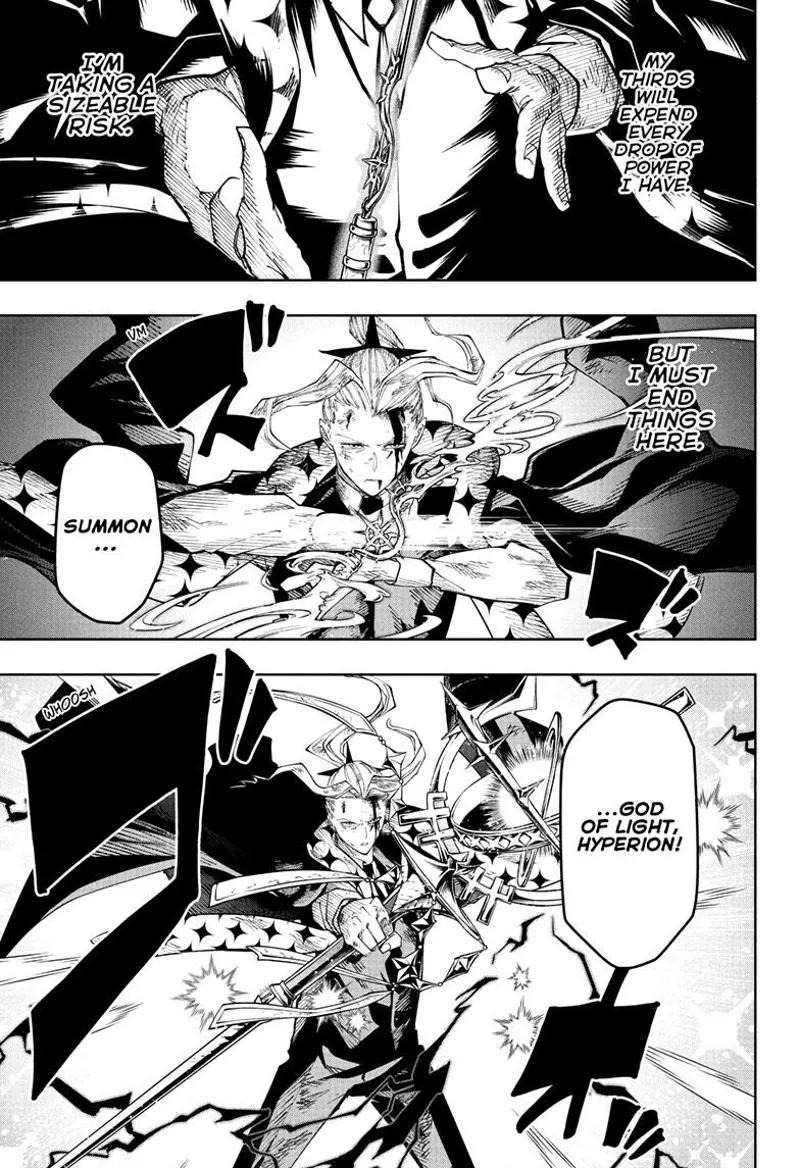 MY
THIRDS
WILL
EXPEND
EVERY
DROP OF
POWER
I HAVE.
I'M
TAKING A
SIZEABLE
RISK.
BUT
I MUST
END
THINGS
HERE.
VM
SUMMON
...
...GOD
OF LIGHT,
HYPERION!
WHOOSH